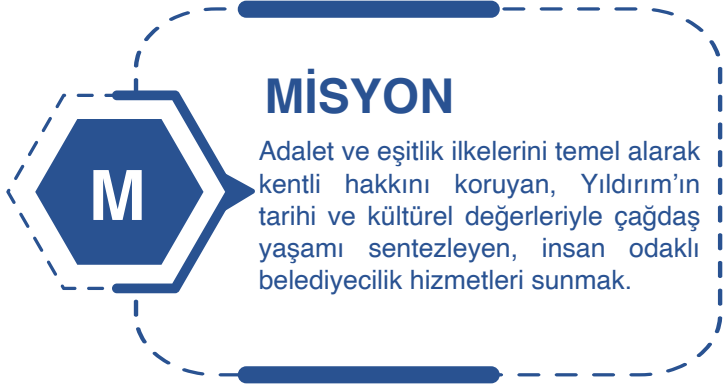 MİSYON
M
Adalet ve eşitlik ilkelerini temel alarak
kentli hakkını koruyan, Yıldırım'ın
tarihi ve kültürel değerleriyle çağdaş
yaşamı sentezleyen, insan odaklı
belediyecilik hizmetleri sunmak.